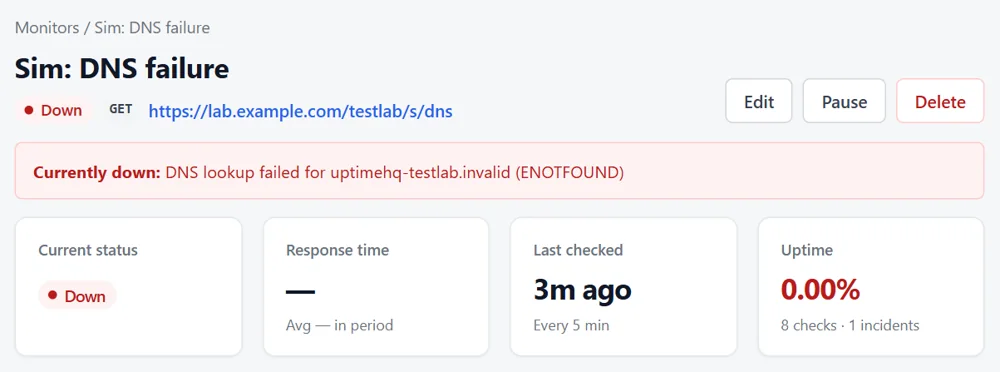 Monitors / Sim: DNS failure
Sim: DNS failure
Down GET https://lab.example.com/testlab/s/dns
Edit Pause Delete
Currently down: DNS lookup failed for uptimehq-testlab.invalid (ENOTFOUND)
Current status
Down
Response time
—
Avg — in period
Last checked
3m ago
Every 5 min
Uptime
0.00%
8 checks · 1 incidents